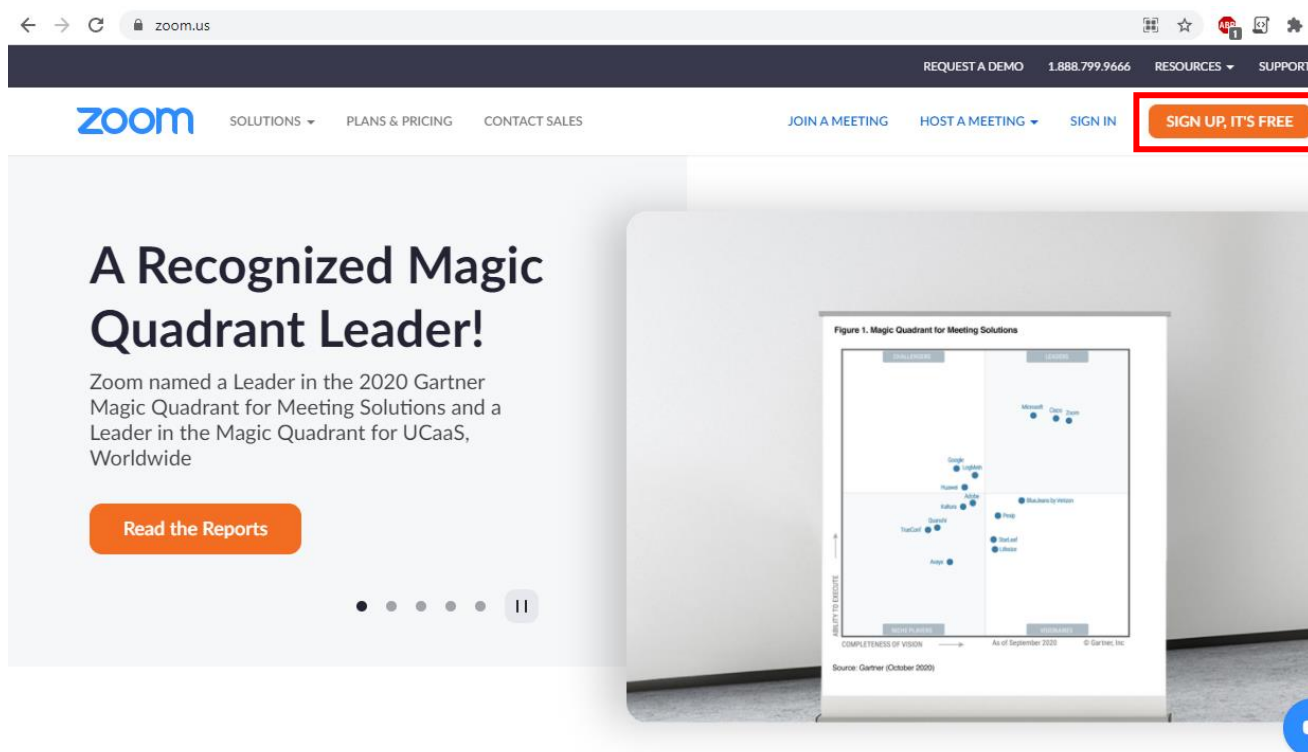 zoom.us
ABP
1
REQUEST A DEMO 1.888.799.9666 RESOURCES SUPPORT
zoom SOLUTIONS PLANS & PRICING CONTACT SALES JOIN A MEETING HOST A MEETING SIGN IN SIGN UP, IT'S FREE
A Recognized Magic
Quadrant Leader!
Zoom named a Leader in the 2020 Gartner
Magic Quadrant for Meeting Solutions and a
Leader in the Magic Quadrant for UCaaS,
Worldwide
Read the Reports
Figure 1. Magic Quadrant for Meeting Solutions
CHALLENGERS LEADERS
Microsoft Cisco Zoom
Google
LogMeIn
Huawei
Adobe
Kaltura
BlueJeans by Verizon
Pexip
TrueConf
StarLeaf
Lifesize
Avaya
ABILITY TO EXECUTE
NICHE PLAYERS VISIONARIES
COMPLETENESS OF VISION As of September 2020 © Gartner, Inc
Source: Gartner (October 2020)